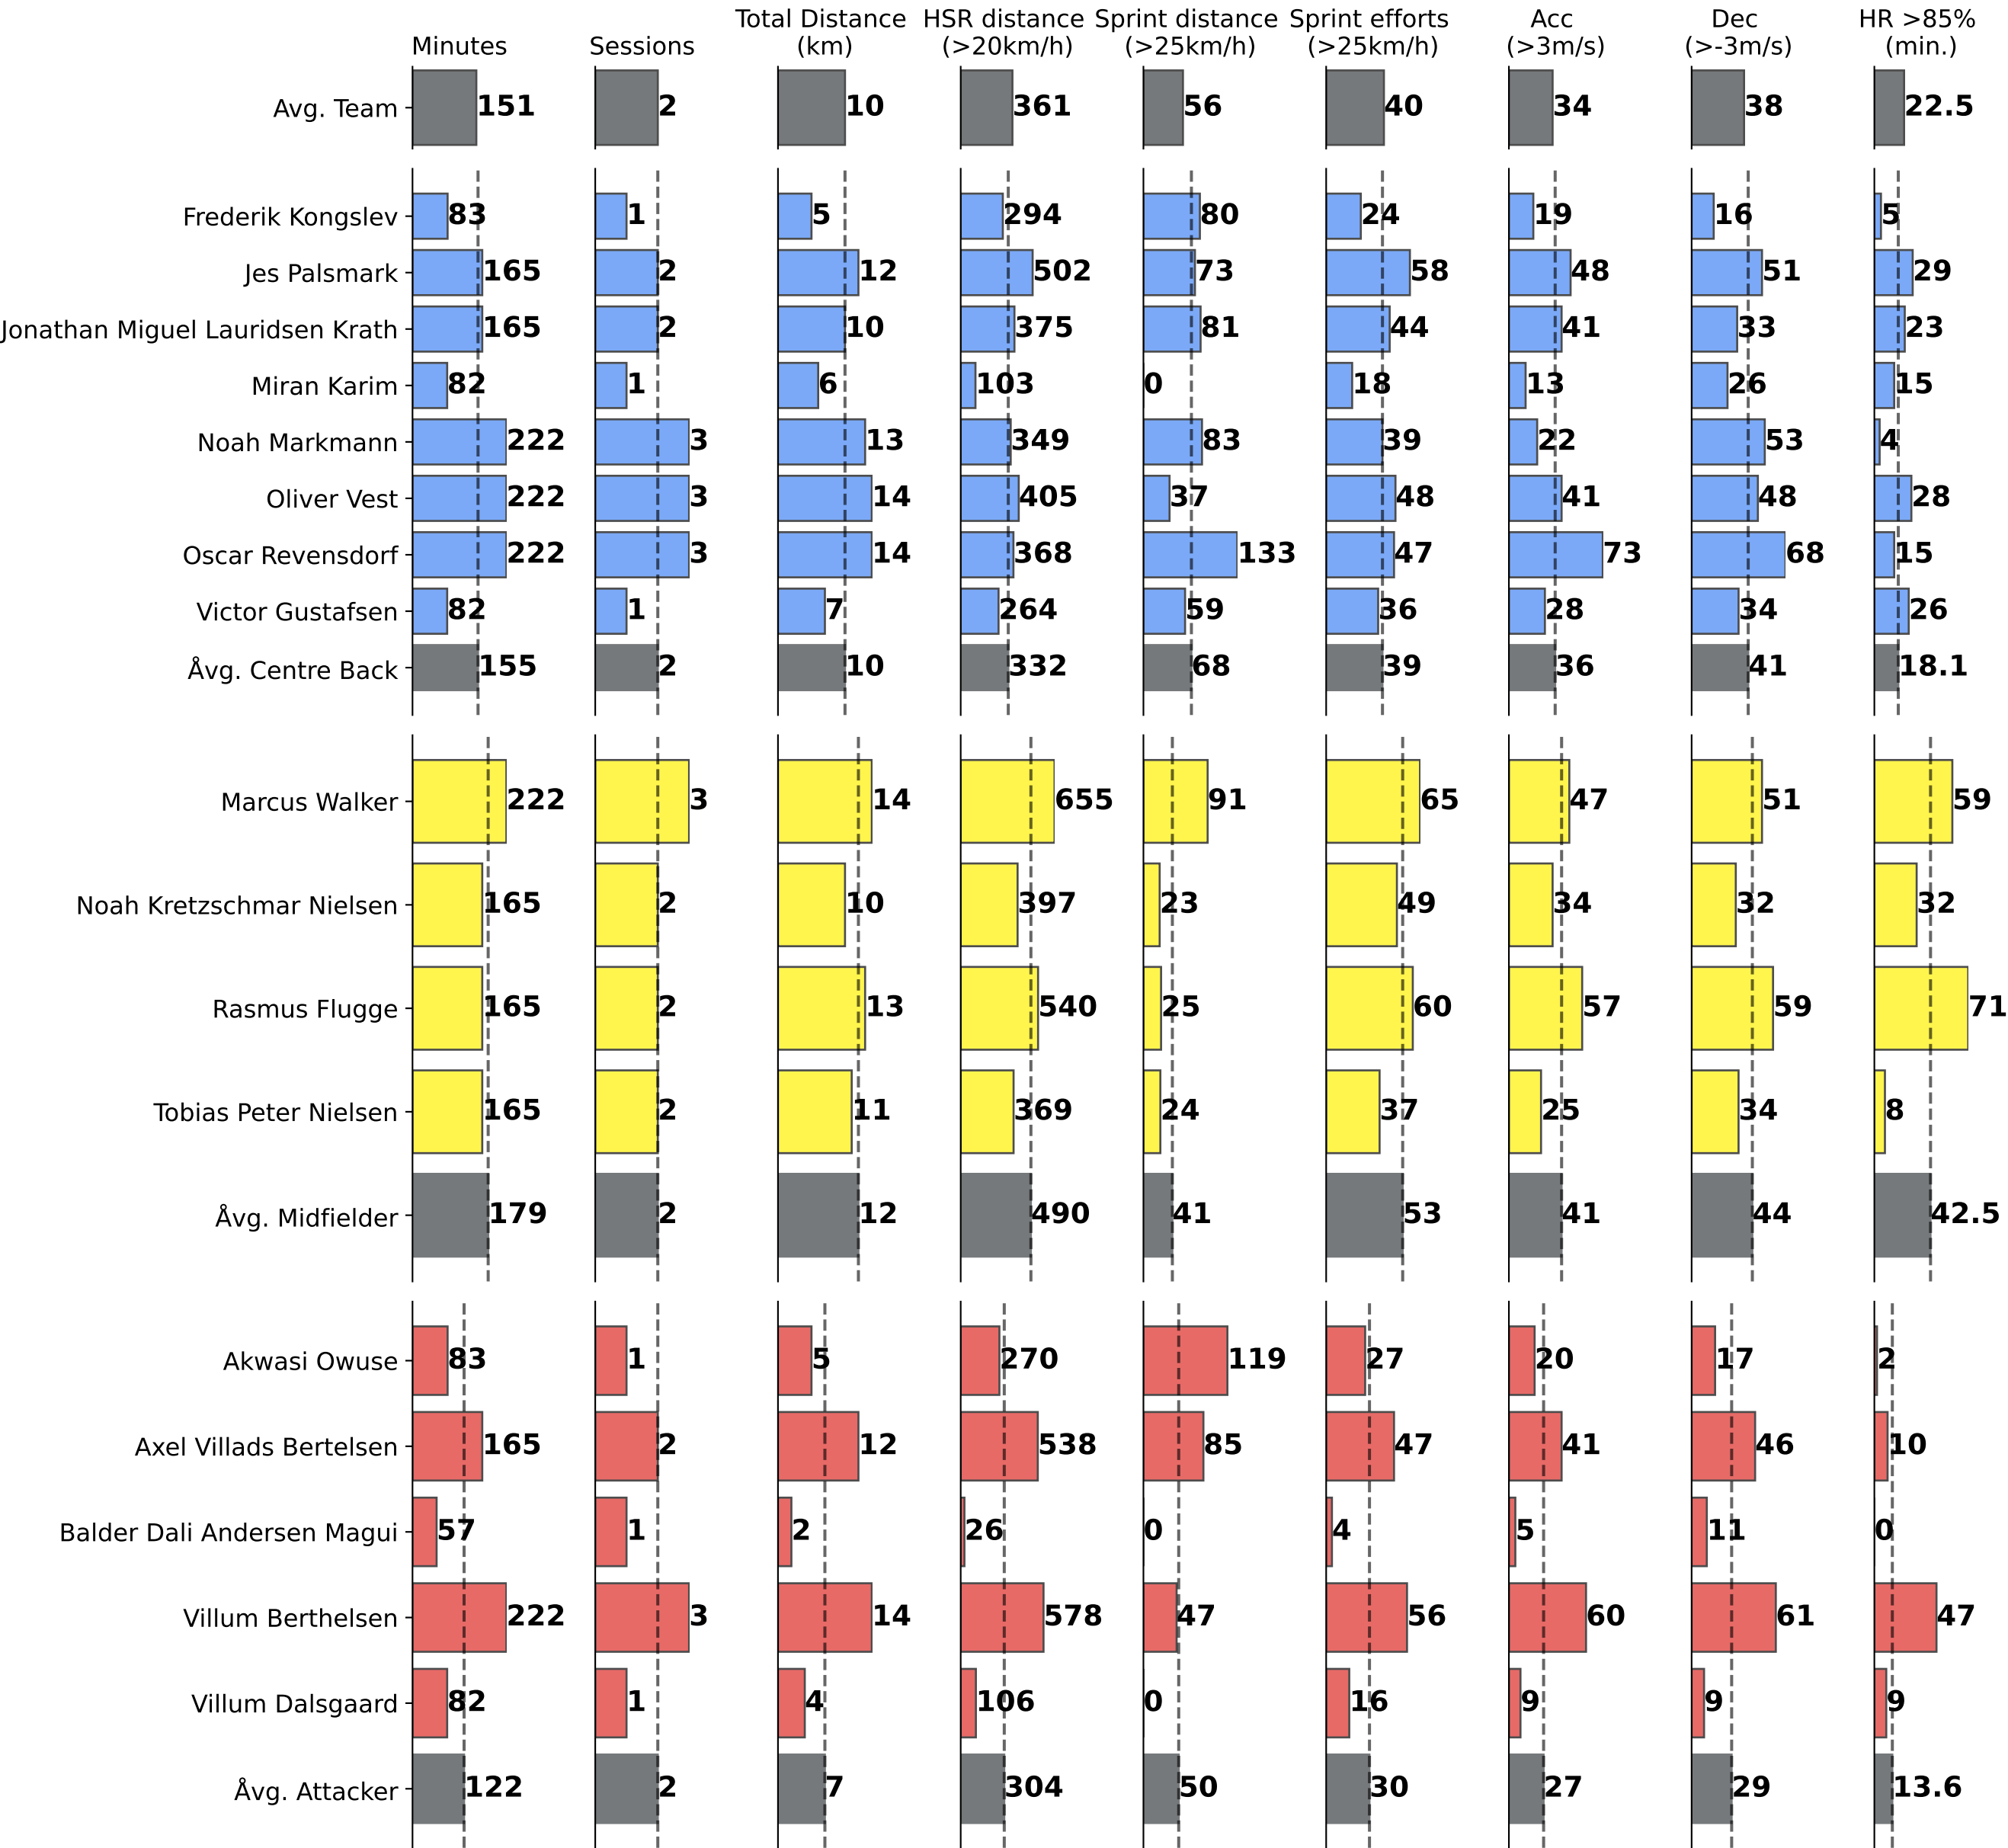 Minutes Sessions Total Distance (km) HSR distance (>20km/h) Sprint distance (>25km/h) Sprint efforts (>25km/h) Acc (>3m/s) Dec (>-3m/s) HR >85% (min.)
Avg. Team 151 2 10 361 56 40 34 38 22.5
Frederik Kongslev 83 1 5 294 80 24 19 16 5
Jes Palsmark 165 2 12 502 73 58 48 51 29
Jonathan Miguel Lauridsen Krath 165 2 10 375 81 44 41 33 23
Miran Karim 82 1 6 103 0 18 13 26 15
Noah Markmann 222 3 13 349 83 39 22 53 4
Oliver Vest 222 3 14 405 37 48 41 48 28
Oscar Revensdorf 222 3 14 368 133 47 73 68 15
Victor Gustafsen 82 1 7 264 59 36 28 34 26
Åvg. Centre Back 155 2 10 332 68 39 36 41 18.1
Marcus Walker 222 3 14 655 91 65 47 51 59
Noah Kretzschmar Nielsen 165 2 10 397 23 49 34 32 32
Rasmus Flugge 165 2 13 540 25 60 57 59 71
Tobias Peter Nielsen 165 2 11 369 24 37 25 34 8
Åvg. Midfielder 179 2 12 490 41 53 41 44 42.5
Akwasi Owuse 83 1 5 270 119 27 20 17 2
Axel Villads Bertelsen 165 2 12 538 85 47 41 46 10
Balder Dali Andersen Magui 57 1 2 26 0 4 5 11 0
Villum Berthelsen 222 3 14 578 47 56 60 61 47
Villum Dalsgaard 82 1 4 106 0 16 9 9 9
Åvg. Attacker 122 2 7 304 50 30 27 29 13.6